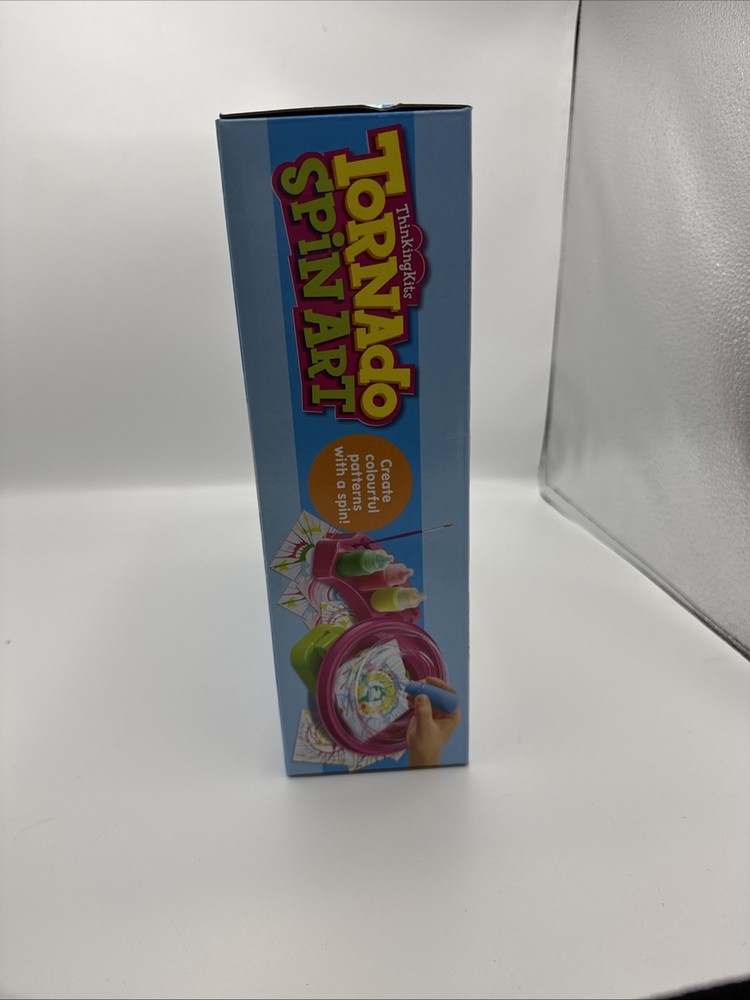 ThinkingKits
TORNAdo
SPiN ART
Create
colourful
patterns
with a spin!